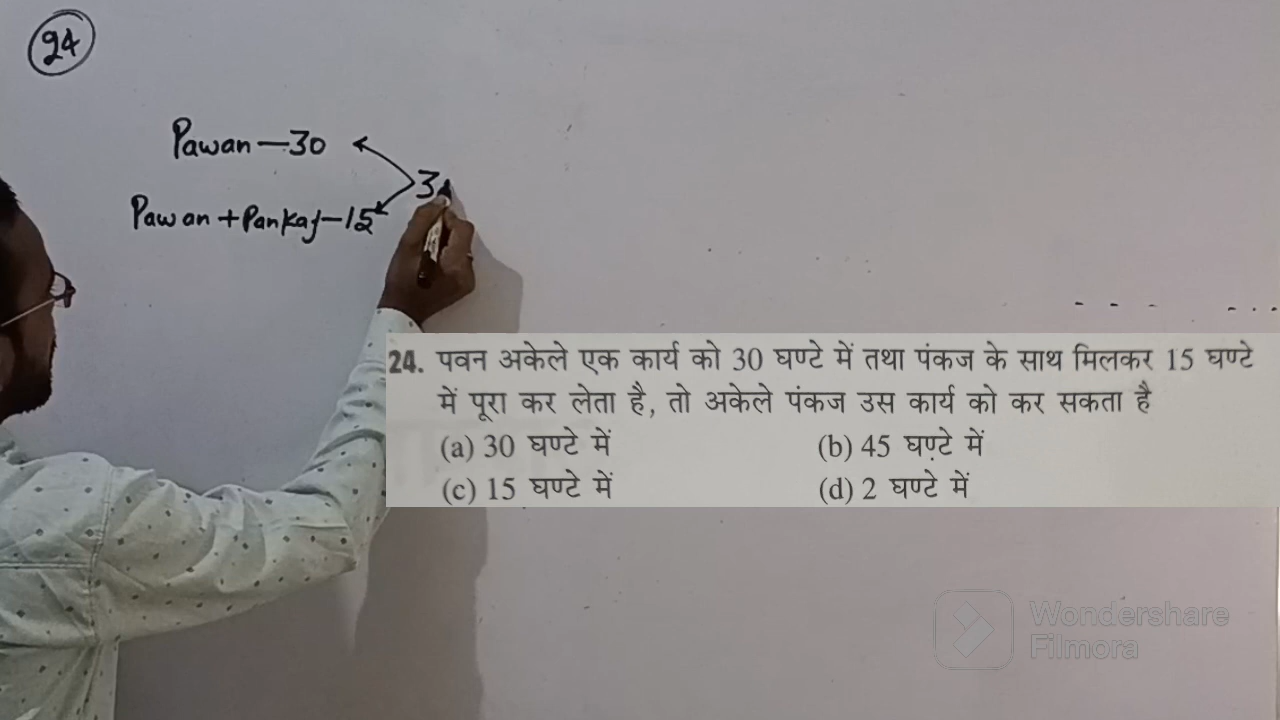 24
Pawan — 30
3
Pawan + Pankaj - 15
24. पवन अकेले एक कार्य को 30 घण्टे में तथा पंकज के साथ मिलकर 15 घण्टे
में पूरा कर लेता है, तो अकेले पंकज उस कार्य को कर सकता है
(a) 30 घण्टे में (b) 45 घण्टे में
(c) 15 घण्टे में (d) 2 घण्टे में
Wondershare
Filmora